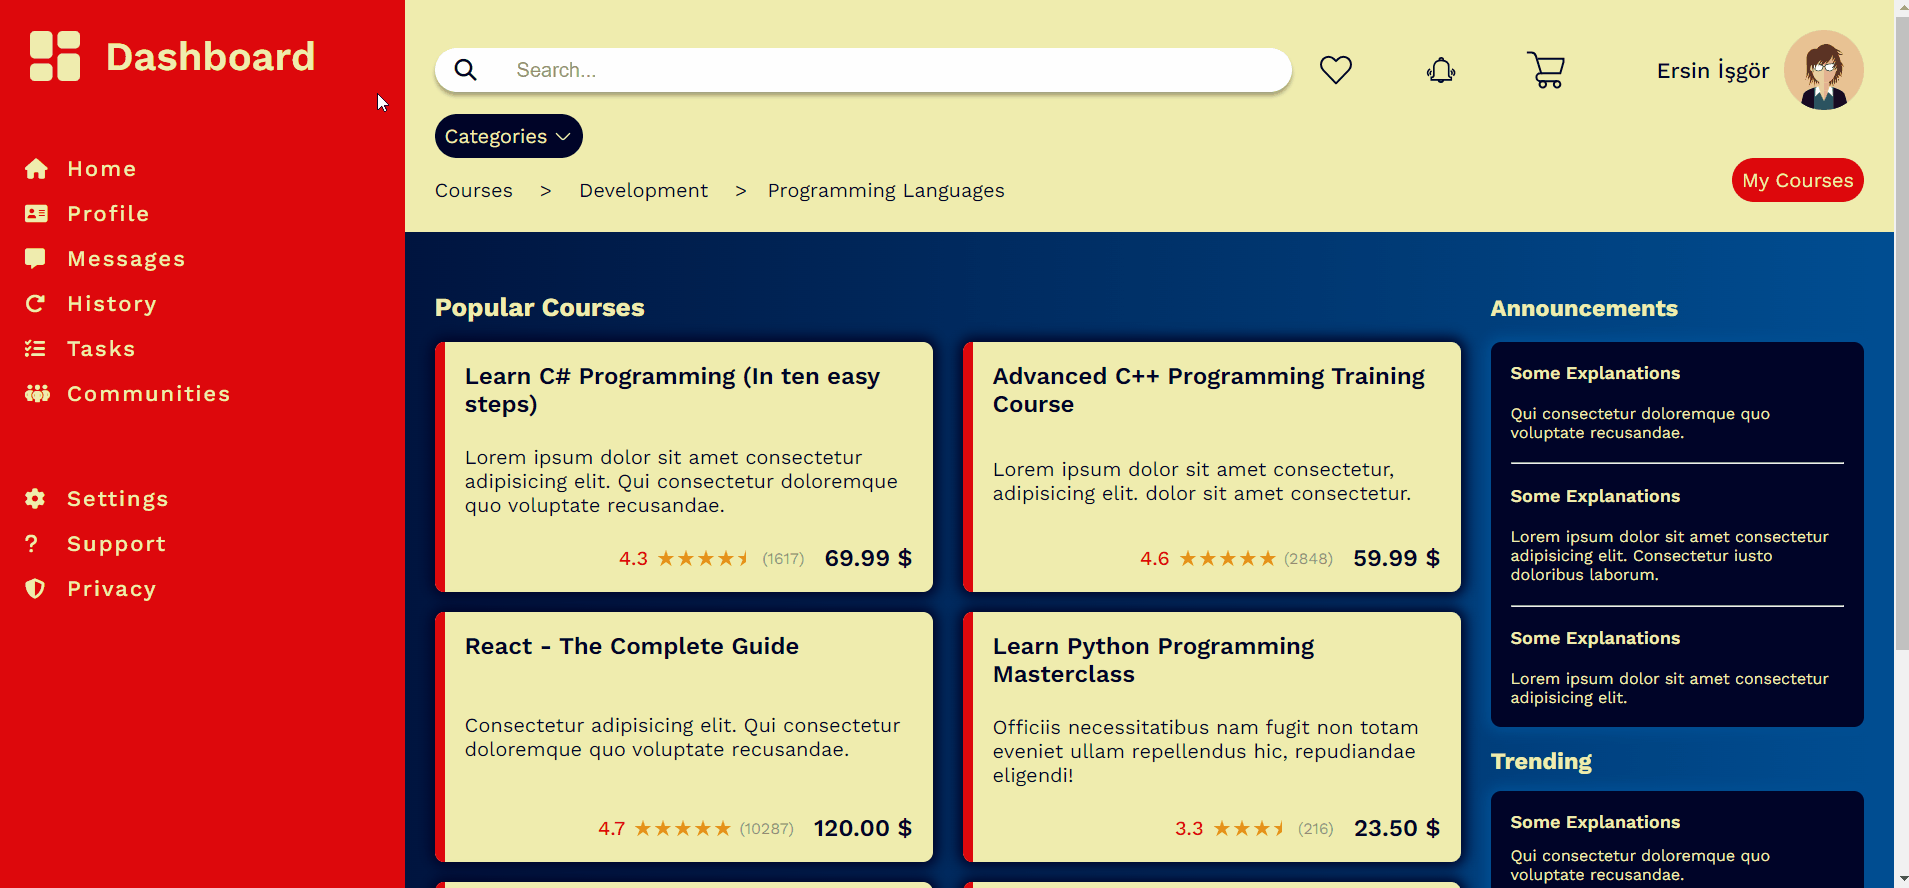 Dashboard
Home
Profile
Messages
History
Tasks
Communities
Settings
Support
Privacy
Search...
Ersin İşgör
Categories
Courses > Development > Programming Languages
My Courses
Popular Courses
Learn C# Programming (In ten easy
steps)
Lorem ipsum dolor sit amet consectetur
adipisicing elit. Qui consectetur doloremque
quo voluptate recusandae.
4.3 ★★★★⯨ (1617) 69.99 $
Advanced C++ Programming Training
Course
Lorem ipsum dolor sit amet consectetur,
adipisicing elit. dolor sit amet consectetur.
4.6 ★★★★★ (2848) 59.99 $
React - The Complete Guide
Consectetur adipisicing elit. Qui consectetur
doloremque quo voluptate recusandae.
4.7 ★★★★★ (10287) 120.00 $
Learn Python Programming
Masterclass
Officiis necessitatibus nam fugit non totam
eveniet ullam repellendus hic, repudiandae
eligendi!
3.3 ★★★⯨ (216) 23.50 $
Announcements
Some Explanations
Qui consectetur doloremque quo
voluptate recusandae.
Some Explanations
Lorem ipsum dolor sit amet consectetur
adipisicing elit. Consectetur iusto
doloribus laborum.
Some Explanations
Lorem ipsum dolor sit amet consectetur
adipisicing elit.
Trending
Some Explanations
Qui consectetur doloremque quo
voluptate recusandae.